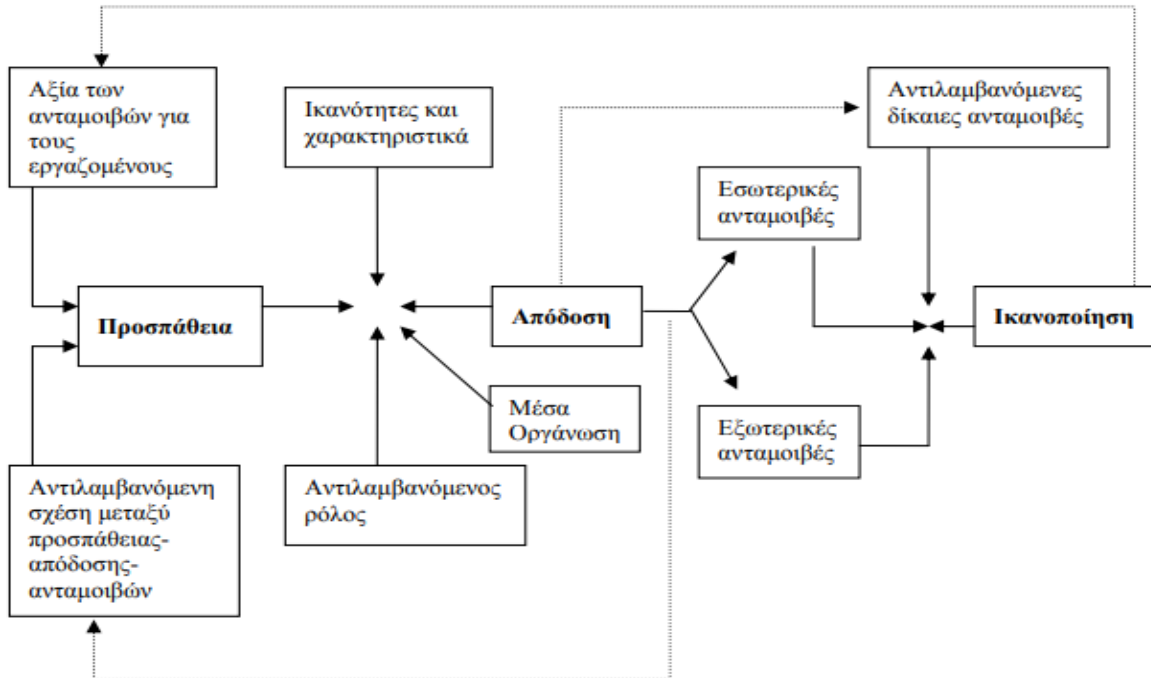 Αξία των
ανταμοιβών για
τους
εργαζομένους
Ικανότητες και
χαρακτηριστικά
Αντιλαμβανόμενες
δίκαιες ανταμοιβές
Εσωτερικές
ανταμοιβές
Προσπάθεια
Απόδοση
Ικανοποίηση
Μέσα
Οργάνωση
Εξωτερικές
ανταμοιβές
Αντιλαμβανόμενη
σχέση μεταξύ
προσπάθειας-
απόδοσης-
ανταμοιβών
Αντιλαμβανόμενος
ρόλος